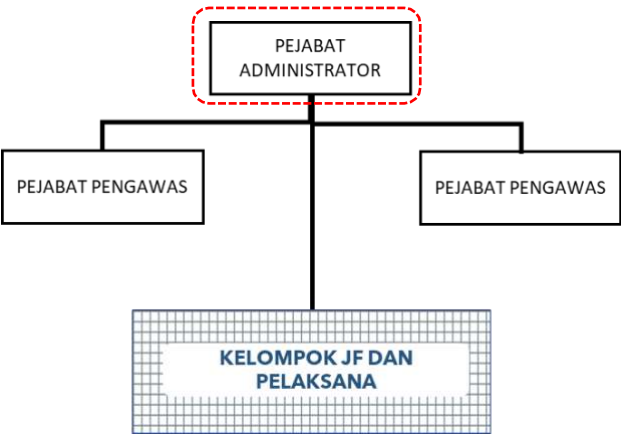 PEJABAT
ADMINISTRATOR
PEJABAT PENGAWAS
PEJABAT PENGAWAS
KELOMPOK JF DAN
PELAKSANA